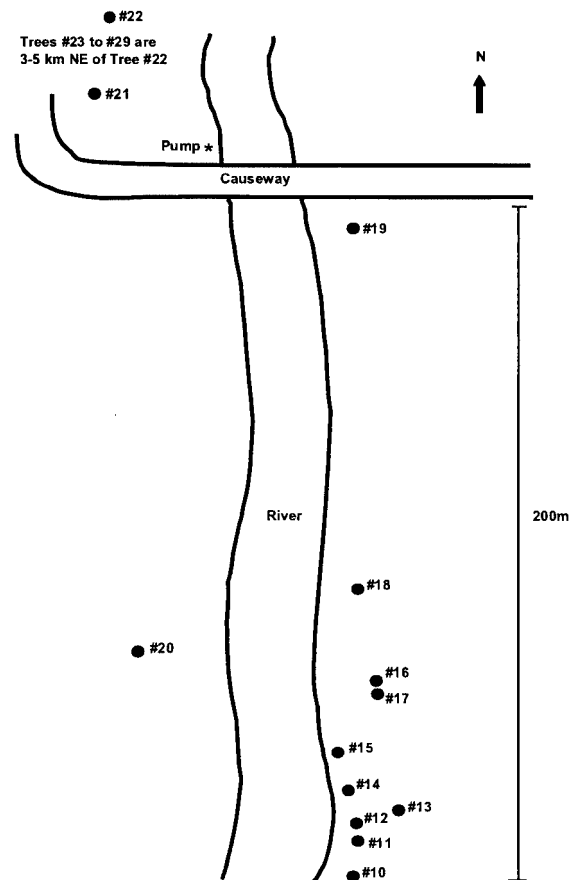 #22
Trees #23 to #29 are
3-5 km NE of Tree #22
N
#21
Pump *
Causeway
#19
River
200m
#18
#20
#16
#17
#15
#14
#13
#12
#11
#10